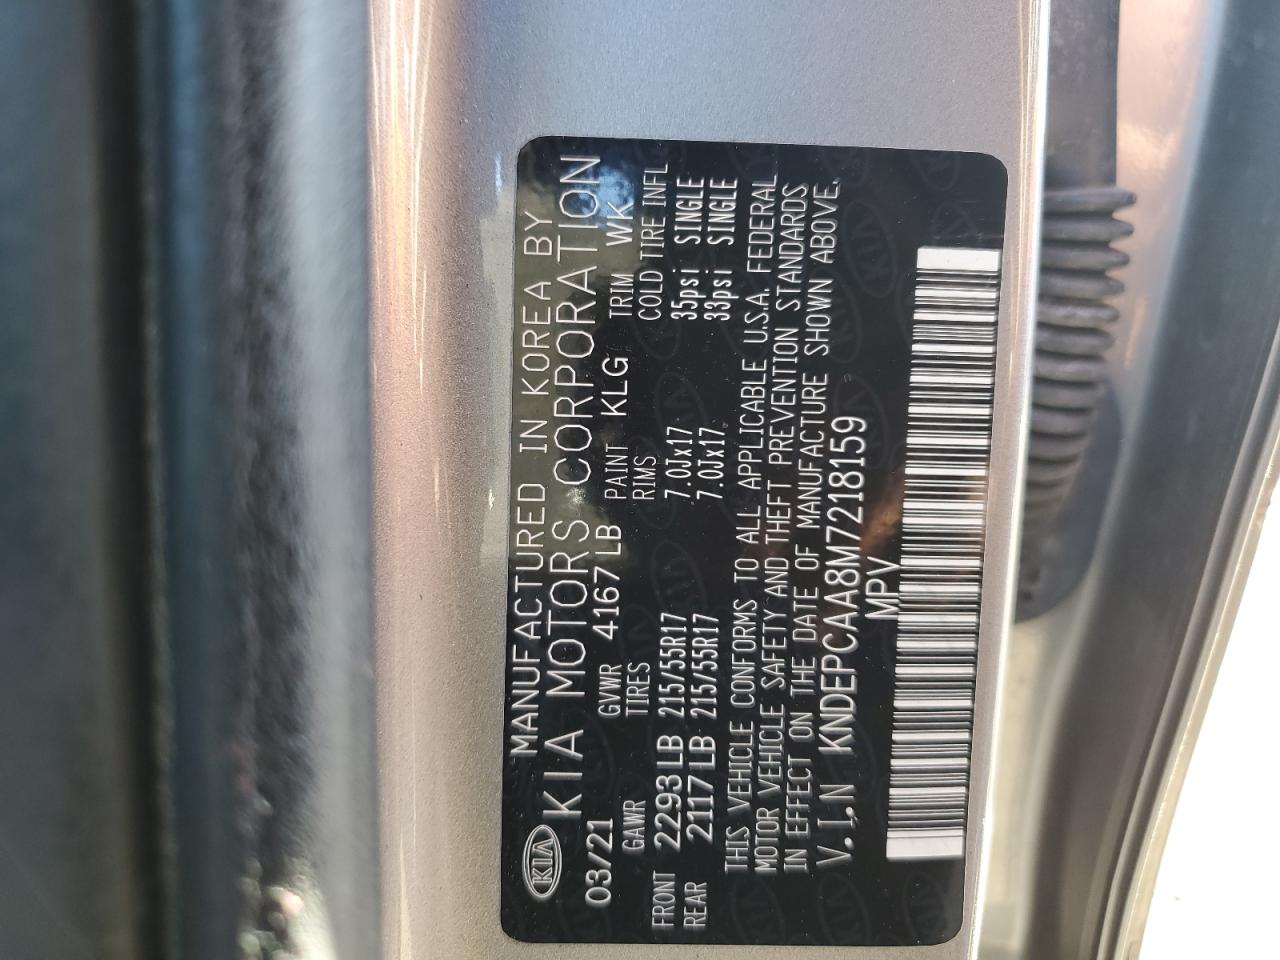 MANUFACTURED IN KOREA BY
KIA KIA MOTORS CORPORATION
03/21 GVWR 4167 LB PAINT KLG TRIM WK
GAWR TIRES RIMS COLD TIRE INFL
FRONT 2293 LB 215/55R17 7.0Jx17 35psi SINGLE
REAR 2117 LB 215/55R17 7.0Jx17 33psi SINGLE
THIS VEHICLE CONFORMS TO ALL APPLICABLE U.S.A. FEDERAL
MOTOR VEHICLE SAFETY AND THEFT PREVENTION STANDARDS
IN EFFECT ON THE DATE OF MANUFACTURE SHOWN ABOVE.
V.I.N KNDEPCAA8M7218159
MPV